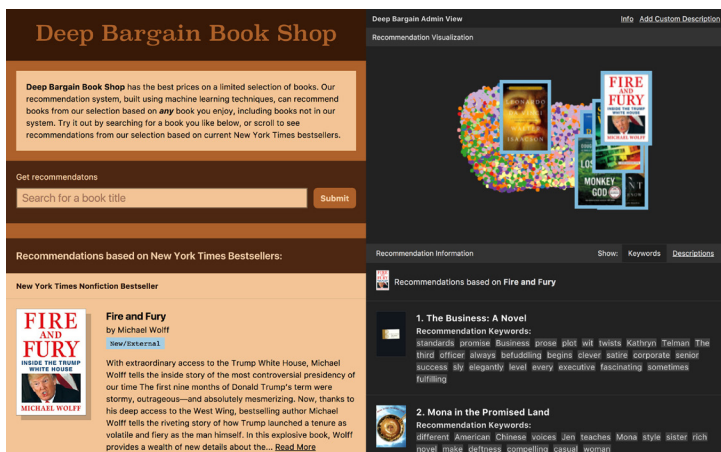 Deep Bargain Book Shop
Deep Bargain Book Shop has the best prices on a limited selection of books. Our
recommendation system, built using machine learning techniques, can recommend
books from our selection based on any book you enjoy, including books not in our
system. Try it out by searching for a book you like below, or scroll to see
recommendations from our selection based on current New York Times bestsellers.
Get recommendatons
Search for a book title
Submit
Recommendations based on New York Times Bestsellers:
New York Times Nonfiction Bestseller
FIRE
AND
FURY
INSIDE THE TRUMP
WHITE HOUSE
MICHAEL WOLFF
Fire and Fury
by Michael Wolff
New/External
With extraordinary access to the Trump White House, Michael
Wolff tells the inside story of the most controversial presidency of
our time The first nine months of Donald Trump's term were
stormy, outrageous—and absolutely mesmerizing. Now, thanks to
his deep access to the West Wing, bestselling author Michael
Wolff tells the riveting story of how Trump launched a tenure as
volatile and fiery as the man himself. In this explosive book, Wolff
provides a wealth of new details about the... Read More
Deep Bargain Admin View
Info Add Custom Description
Recommendation Visualization
LEONARDO
DA VINCI
WALTER
ISAACSON
FIRE
AND
FURY
INSIDE THE TRUMP
WHITE HOUSE
MICHAEL WOLFF
MONKEY
GOD
Recommendation Information
Show: Keywords Descriptions
Recommendations based on Fire and Fury
1. The Business: A Novel
Recommendation Keywords:
standards promise Business prose plot wit twists Kathryn Telman The
third officer always befuddling begins clever satire corporate senior
success sly elegantly level every executive fascinating sometimes
fulfilling
2. Mona in the Promised Land
Recommendation Keywords:
different American Chinese voices Jen teaches Mona style sister rich
novel make deftness compelling casual woman